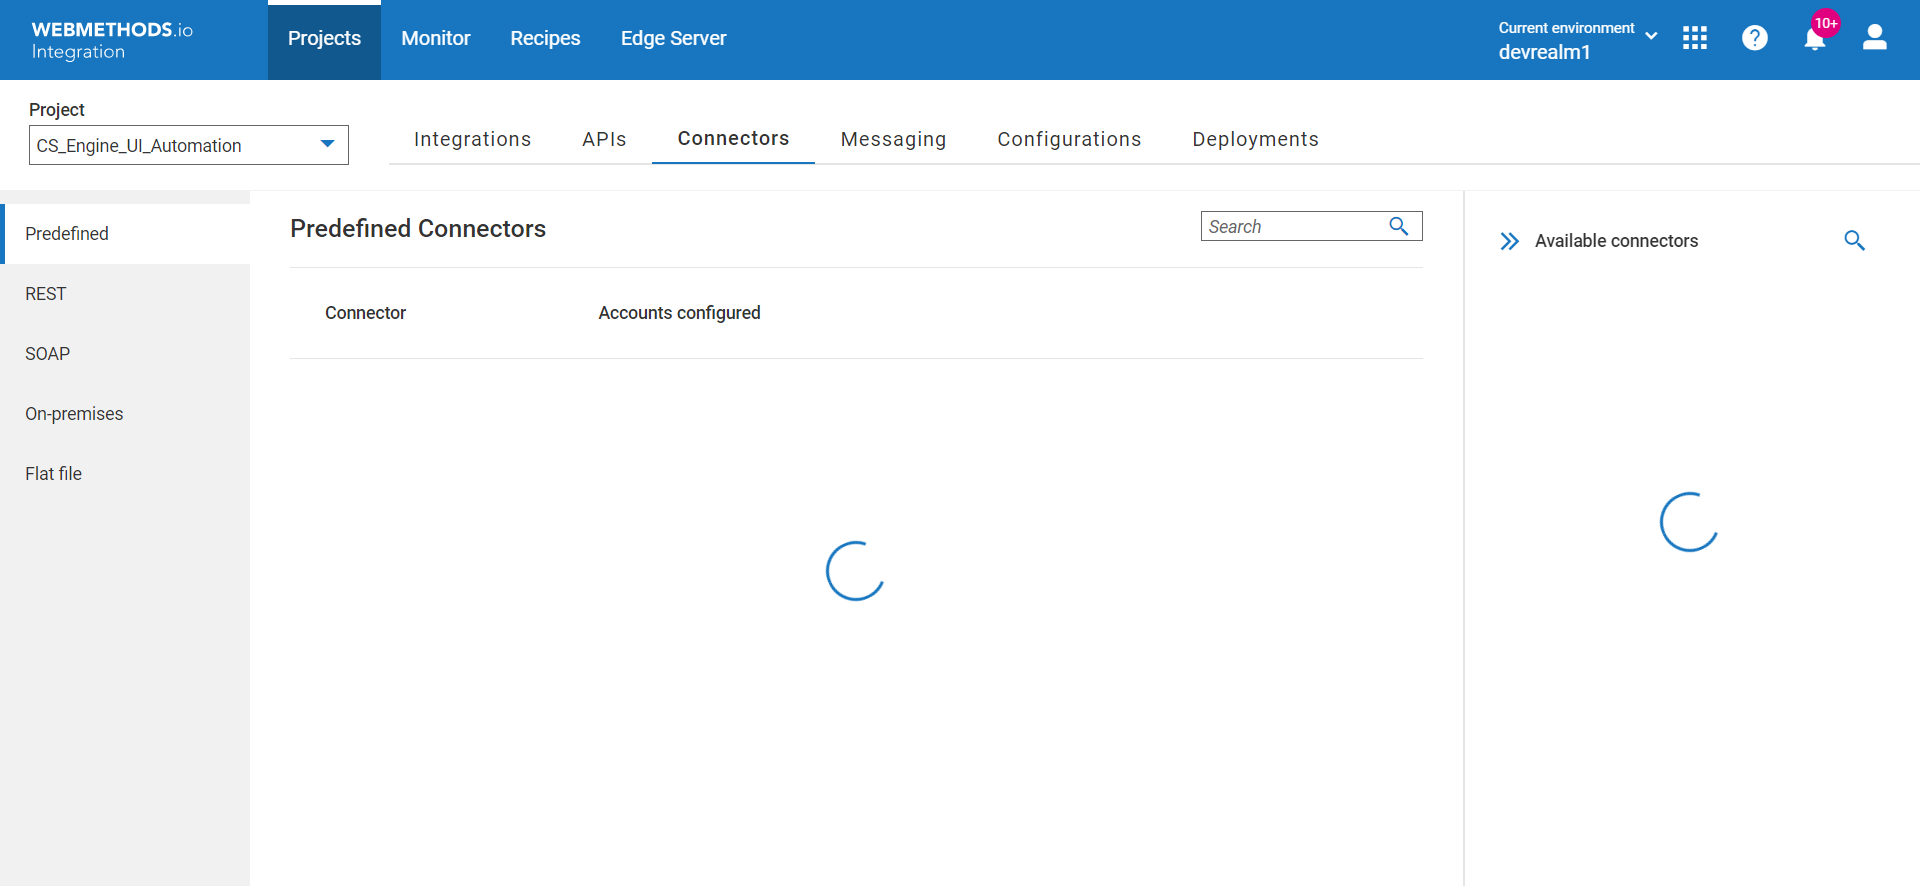 WEBMETHODS.io
Integration
Projects
Monitor
Recipes
Edge Server
Current environment
devrealm1
?
10+
Project
CS_Engine_UI_Automation
Integrations
APIs
Connectors
Messaging
Configurations
Deployments
Predefined
REST
SOAP
On-premises
Flat file
Predefined Connectors
Search
Connector
Accounts configured
Available connectors